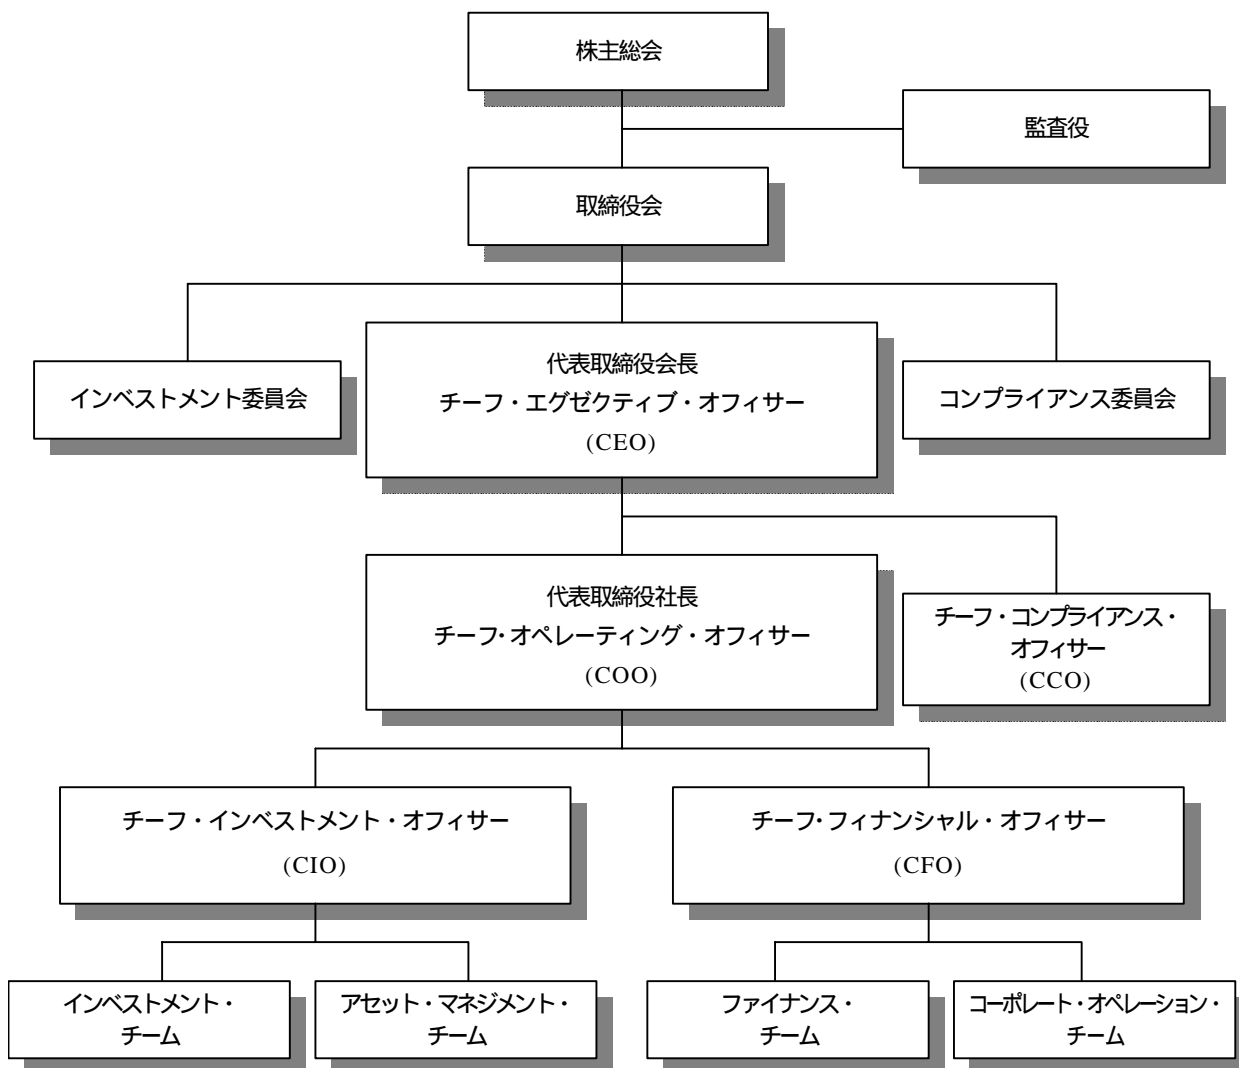 株主総会
監査役
取締役会
インベストメント委員会
代表取締役会長
チーフ・エグゼクティブ・オフィサー
(CEO)
コンプライアンス委員会
代表取締役社長
チーフ・オペレーティング・オフィサー
(COO)
チーフ・コンプライアンス・
オフィサー
(CCO)
チーフ・インベストメント・オフィサー
(CIO)
チーフ・フィナンシャル・オフィサー
(CFO)
インベストメント・
チーム
アセット・マネジメント・
チーム
ファイナンス・
チーム
コーポレート・オペレーション・
チーム